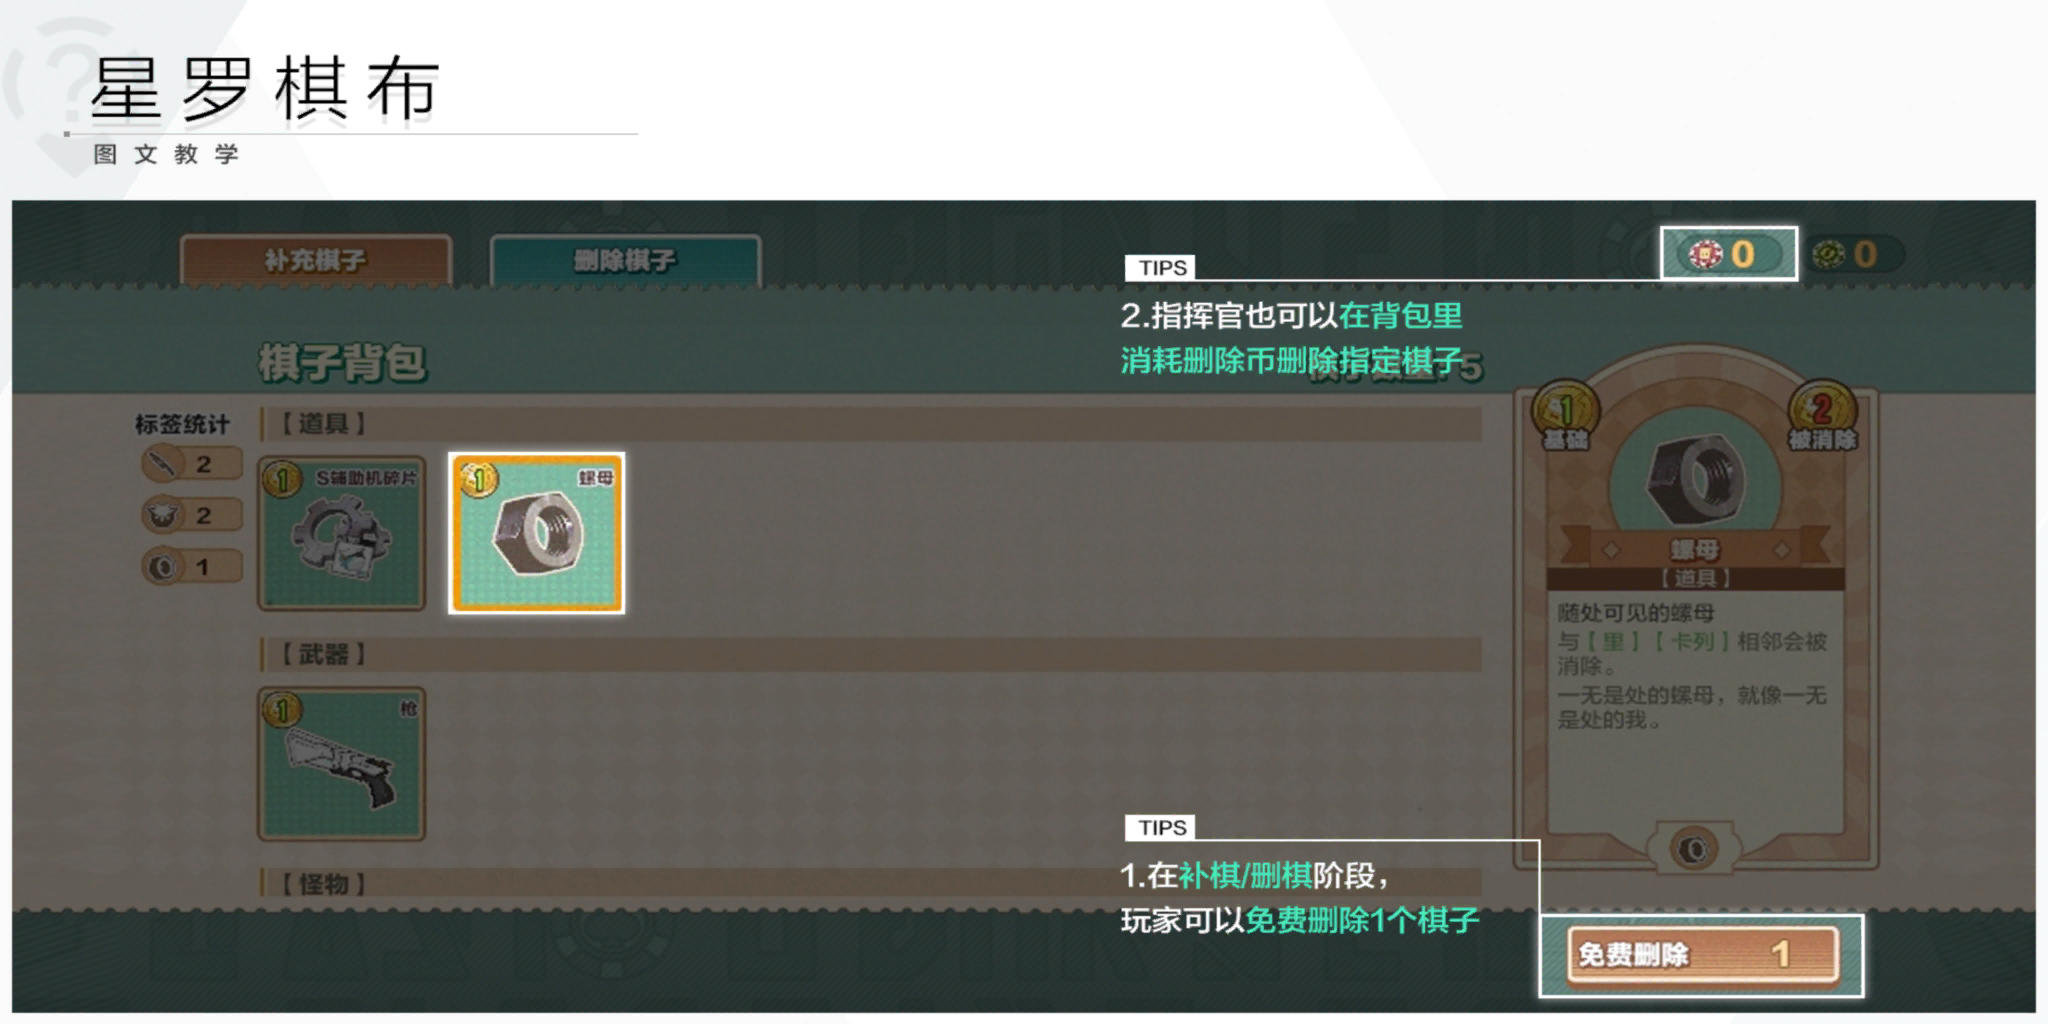 星罗棋布
图文教学
补充棋子
删除棋子
0
0
TIPS
2.指挥官也可以在背包里
消耗删除币删除指定棋子
棋子背包
棋子数量:5
标签统计
2
2
1
【道具】
1
S辅助机碎片
1
螺母
【武器】
1
枪
【怪物】
1
基础
2
被消除
螺母
【道具】
随处可见的螺母
与【里】【卡列】相邻会被
消除。
一无是处的螺母，就像一无
是处的我。
TIPS
1.在补棋/删棋阶段，
玩家可以免费删除1个棋子
免费删除 1